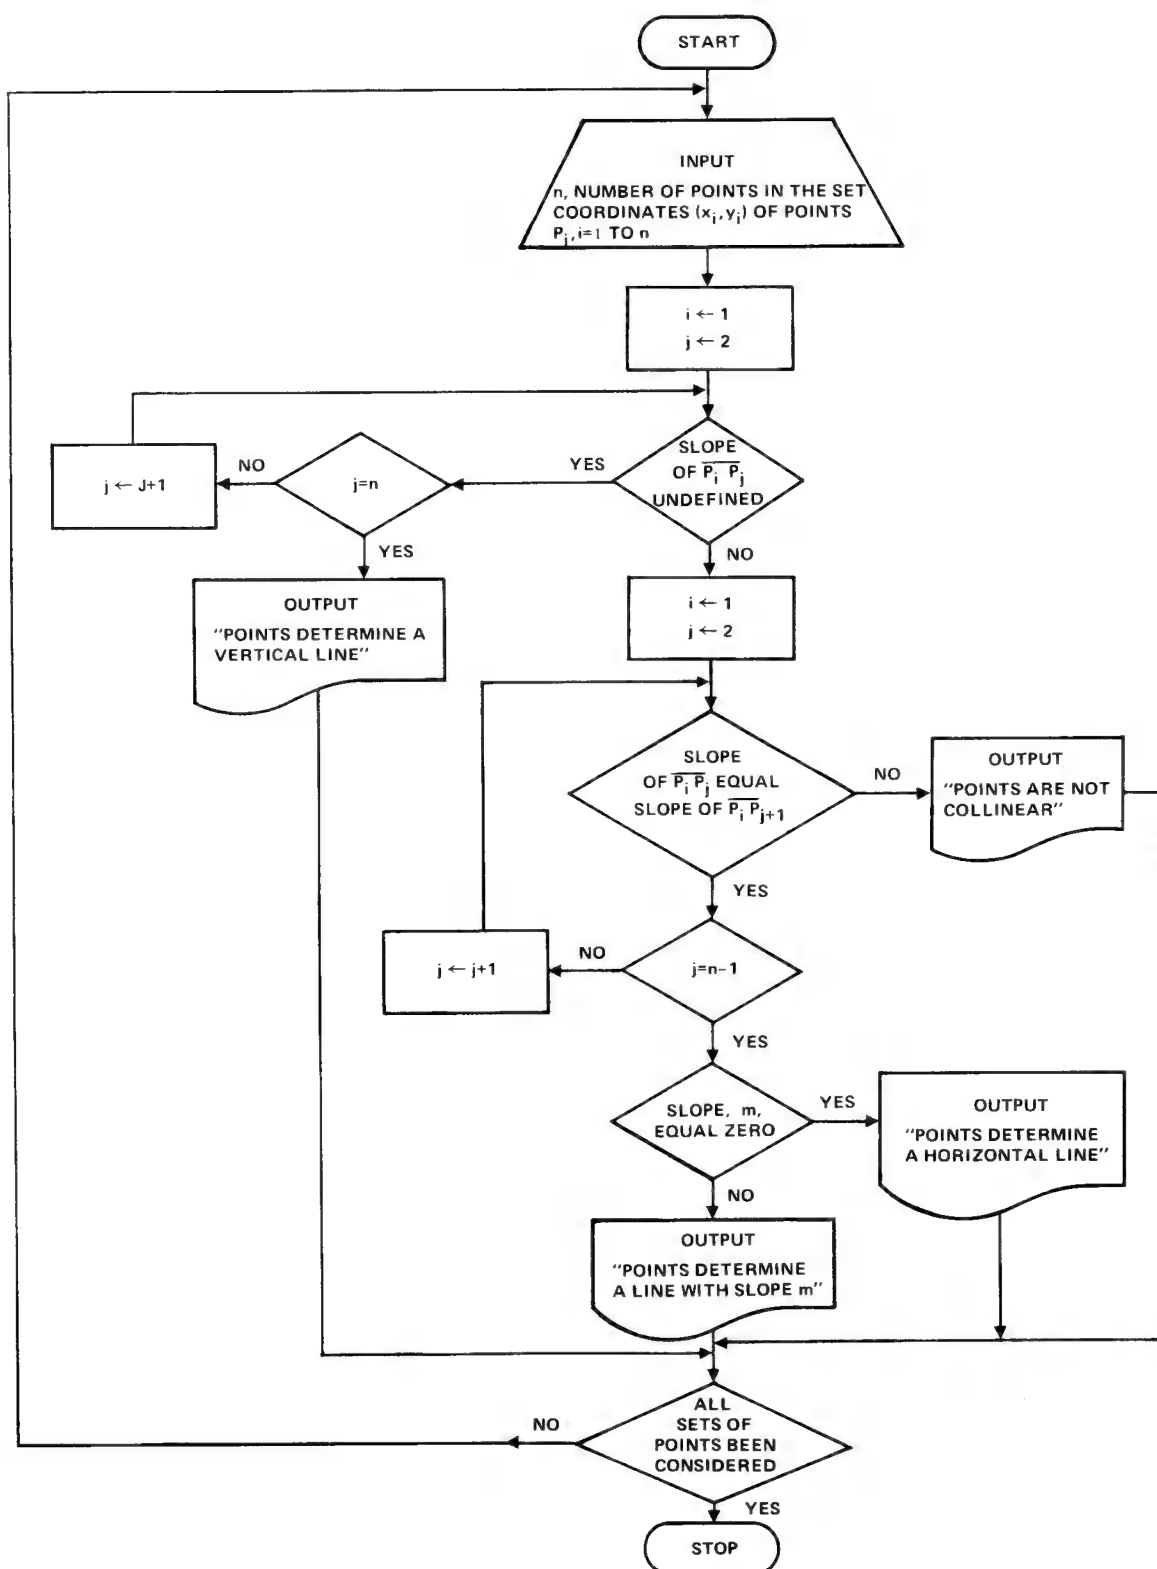 START
INPUT
n, NUMBER OF POINTS IN THE SET
COORDINATES (xi, yi) OF POINTS
Pi, i=1 TO n
i ← 1
j ← 2
SLOPE
OF Pi Pj
UNDEFINED
YES
j=n
NO
j ← J+1
YES
OUTPUT
"POINTS DETERMINE A
VERTICAL LINE"
NO
i ← 1
j ← 2
SLOPE
OF Pi Pj EQUAL
SLOPE OF Pi Pj+1
NO
OUTPUT
"POINTS ARE NOT
COLLINEAR"
YES
j=n-1
NO
j ← j+1
YES
SLOPE, m,
EQUAL ZERO
YES
OUTPUT
"POINTS DETERMINE
A HORIZONTAL LINE"
NO
OUTPUT
"POINTS DETERMINE
A LINE WITH SLOPE m"
ALL
SETS OF
POINTS BEEN
CONSIDERED
NO
YES
STOP